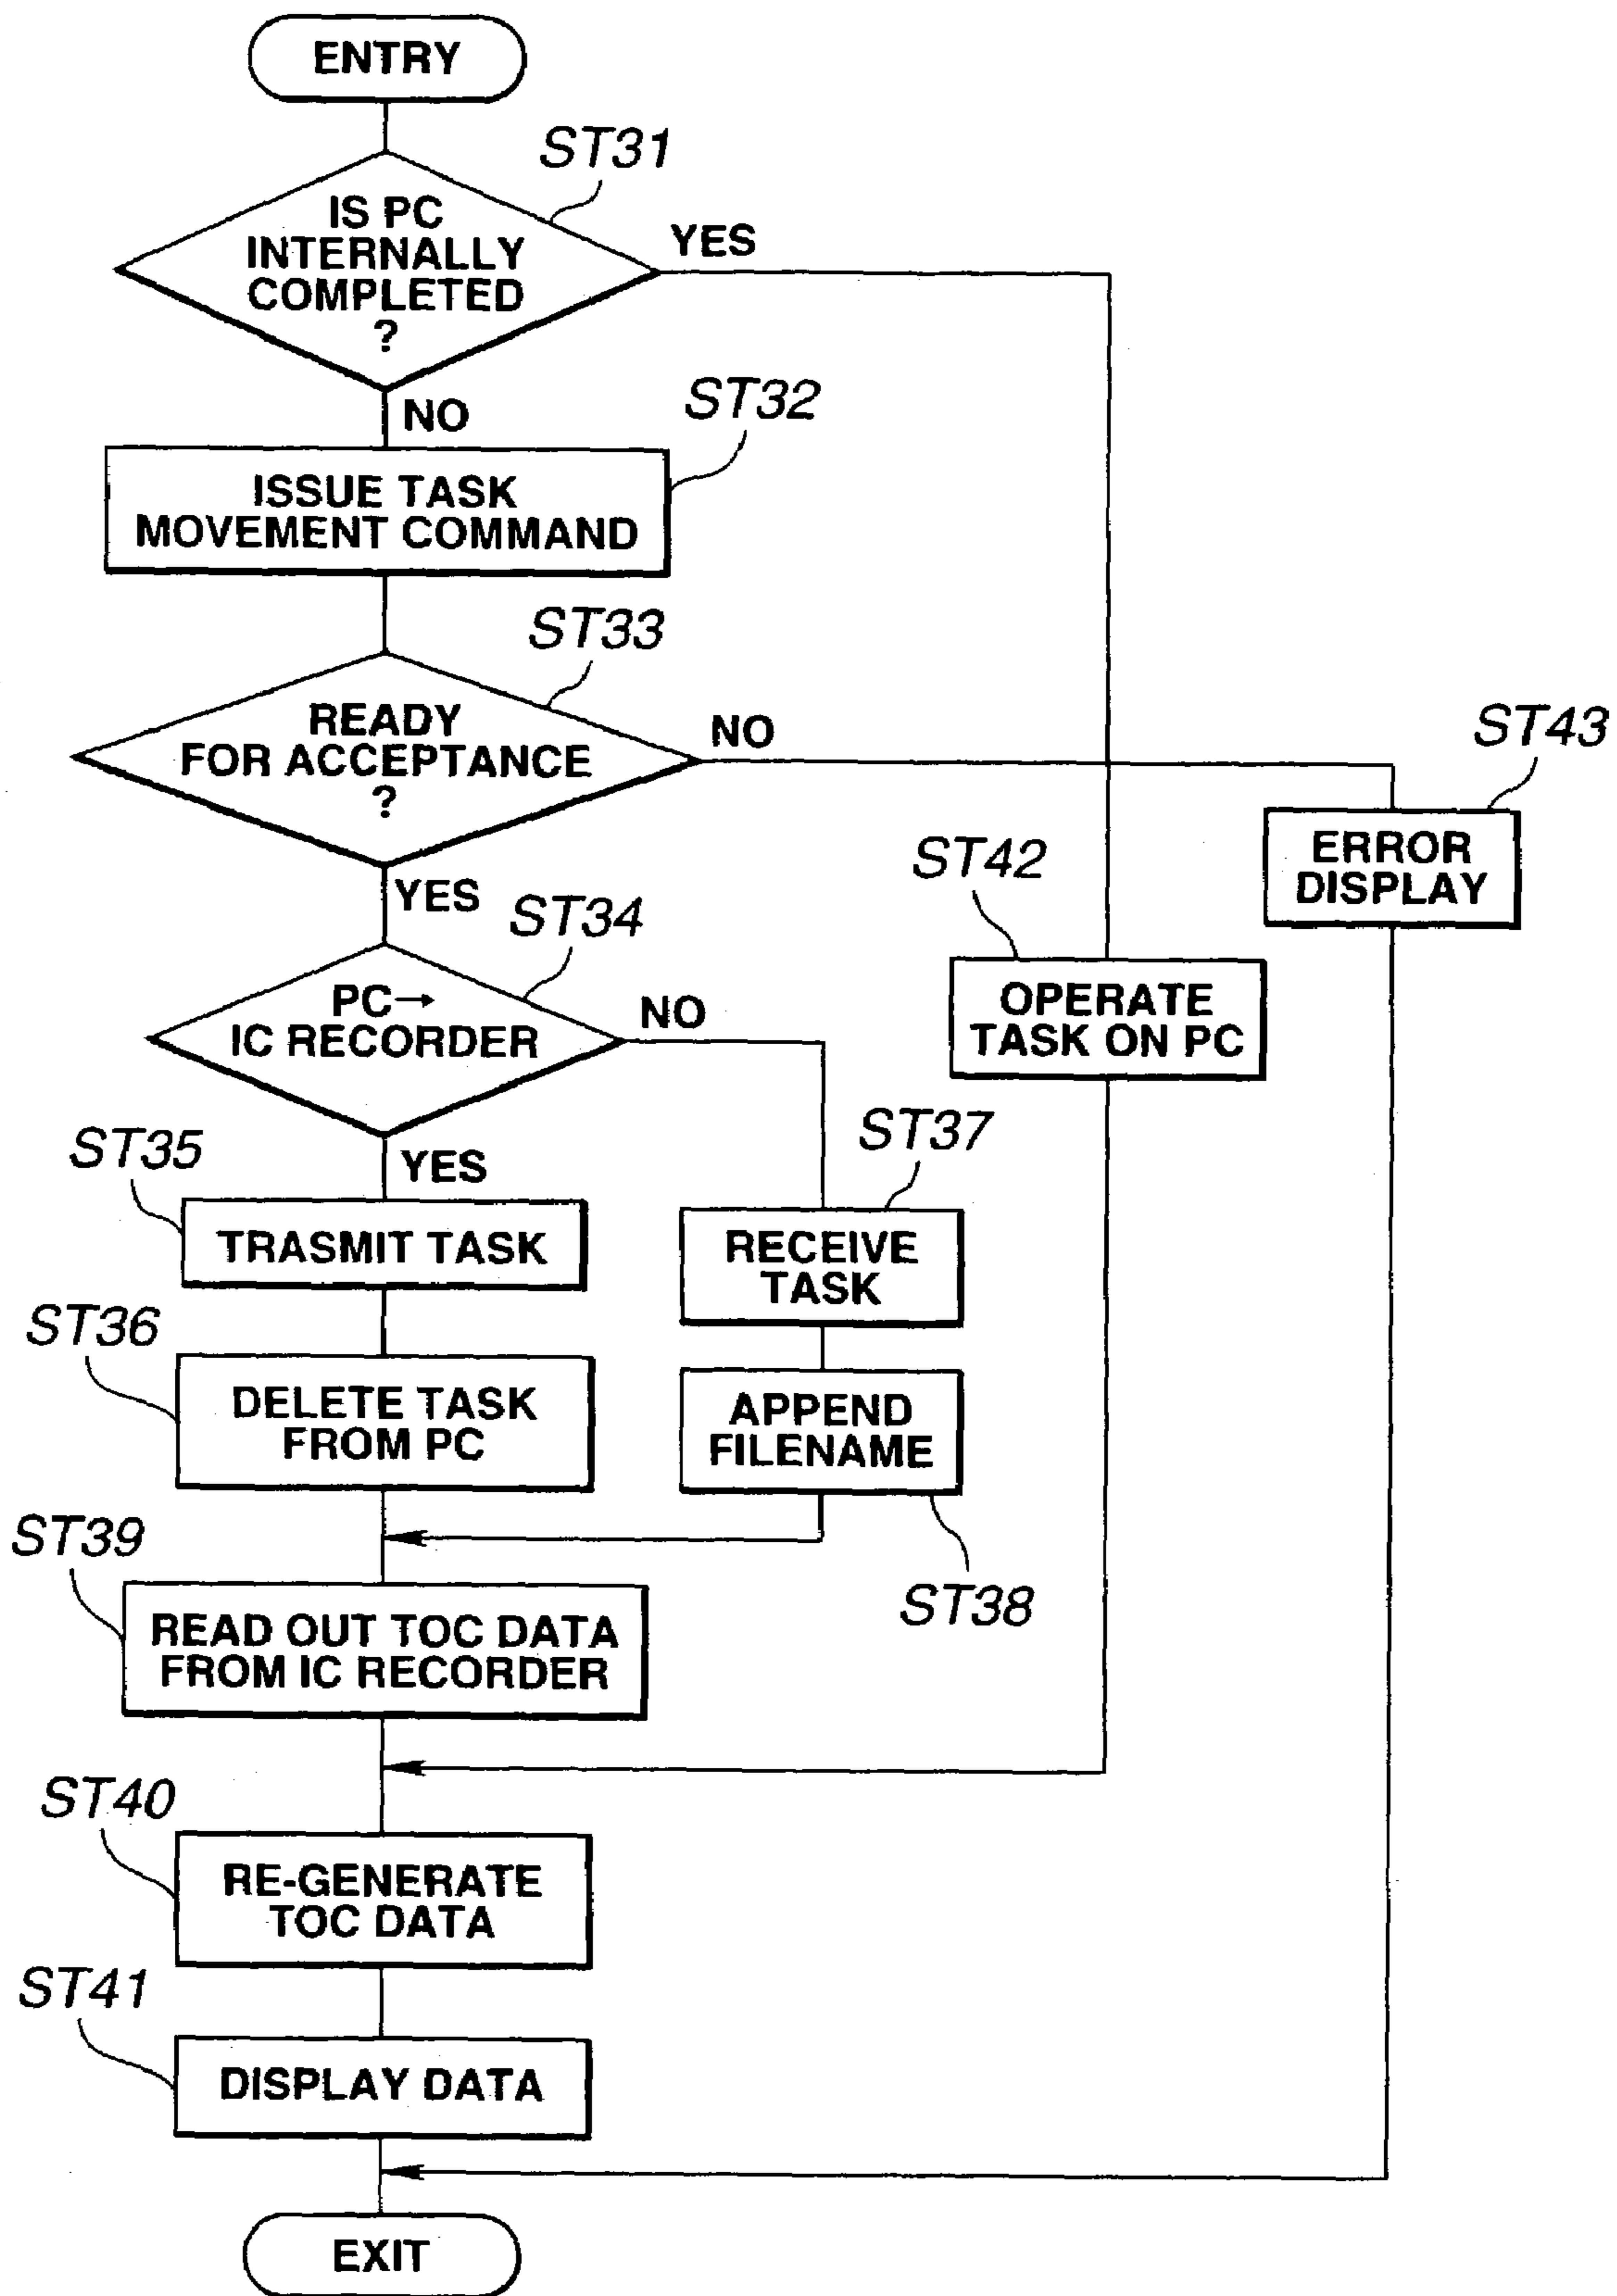 ENTRY
ST31
IS PC
INTERNALLY
COMPLETED
?
YES
NO
ST32
ISSUE TASK
MOVEMENT COMMAND
ST33
READY
FOR ACCEPTANCE
?
NO
ST43
ERROR
DISPLAY
YES
ST34
ST42
PC→
IC RECORDER
NO
OPERATE
TASK ON PC
ST35
YES
ST37
TRASMIT TASK
RECEIVE
TASK
ST36
DELETE TASK
FROM PC
APPEND
FILENAME
ST39
ST38
READ OUT TOC DATA
FROM IC RECORDER
ST40
RE-GENERATE
TOC DATA
ST41
DISPLAY DATA
EXIT